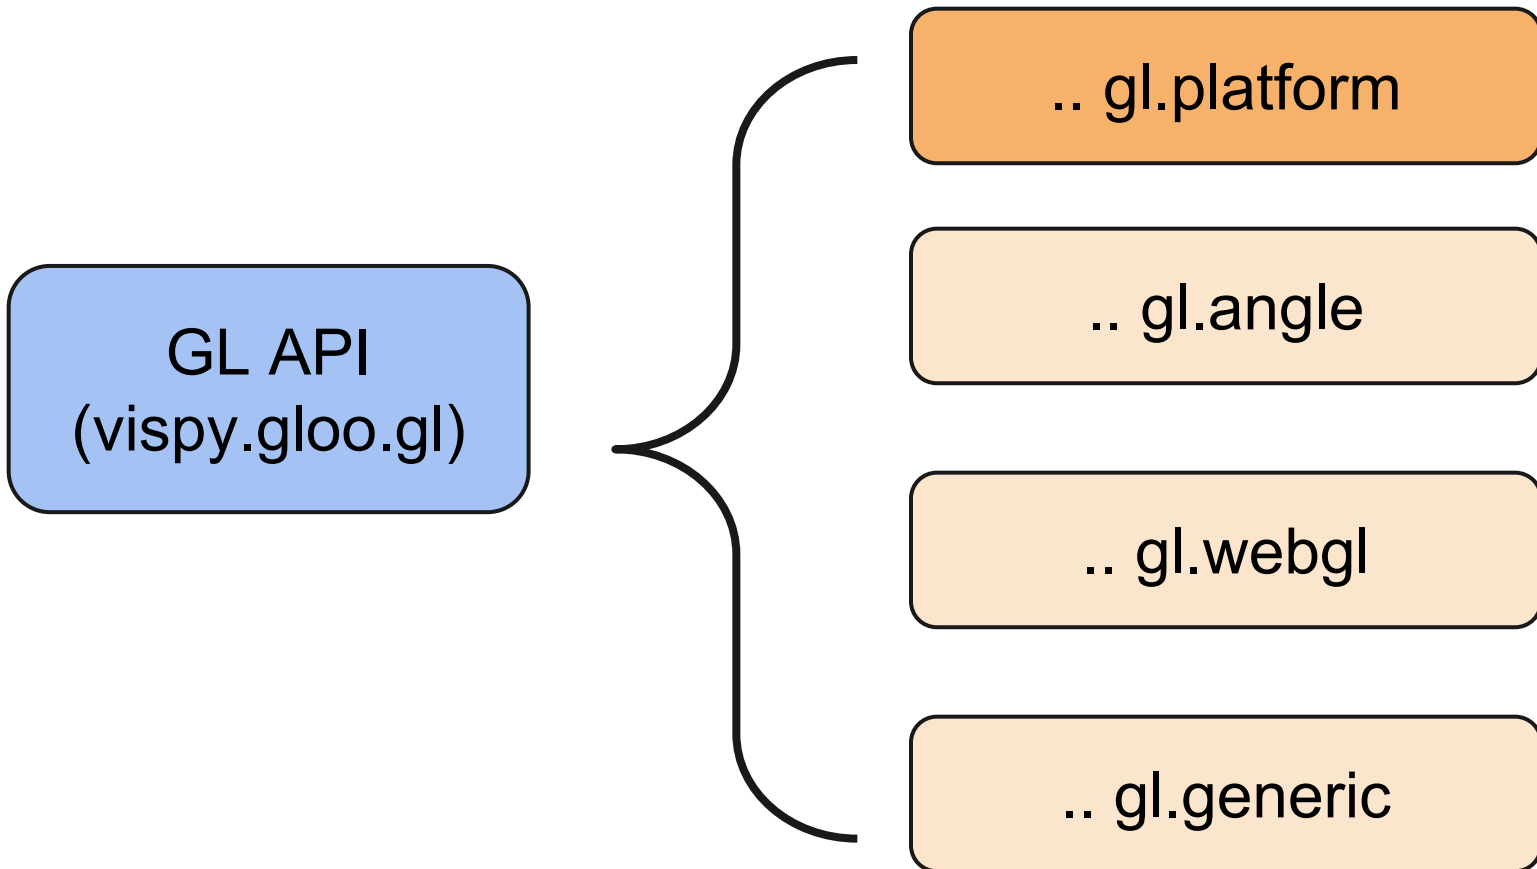 GL API
(vispy.gloo.gl)
.. gl.platform
.. gl.angle
.. gl.webgl
.. gl.generic